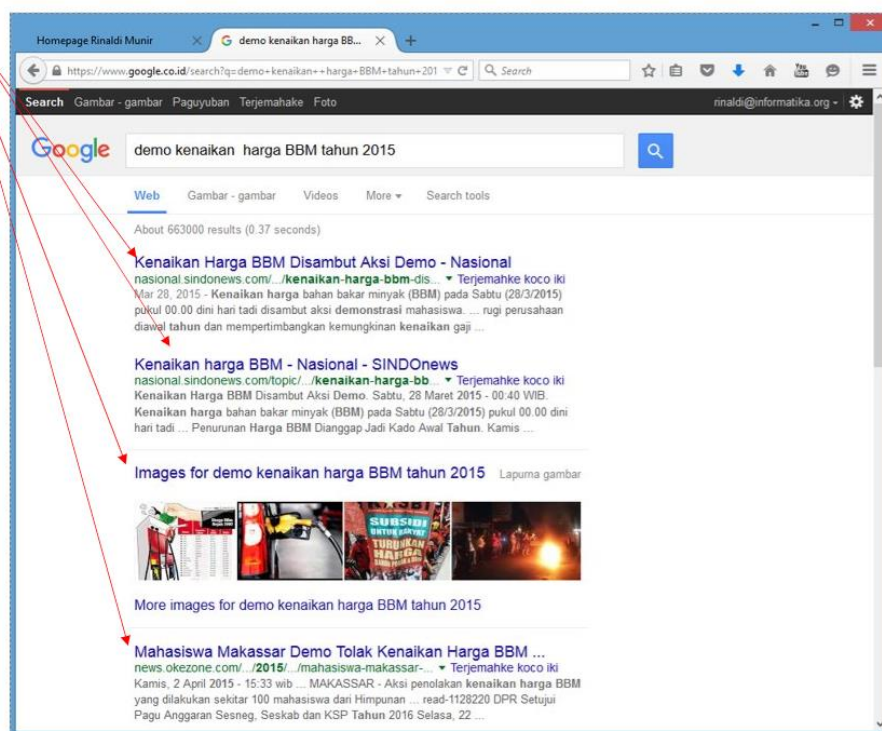 Homepage Rinaldi Munir
demo kenaikan harga BB...
https://www.google.co.id/search?q=demo+kenaikan++harga+BBM+tahun+201
Search
Search Gambar - gambar Paguyuban Terjemahake Foto
rinaldi@informatika.org
Google
demo kenaikan harga BBM tahun 2015
Web Gambar - gambar Videos More Search tools
About 663000 results (0.37 seconds)
Kenaikan Harga BBM Disambut Aksi Demo - Nasional
nasional.sindonews.com/.../kenaikan-harga-bbm-dis... Terjemahke koco iki
Mar 28, 2015 - Kenaikan harga bahan bakar minyak (BBM) pada Sabtu (28/3/2015)
pukul 00.00 dini hari tadi disambut aksi demonstrasi mahasiswa. ... rugi perusahaan
diawal tahun dan mempertimbangkan kemungkinan kenaikan gaji ...
Kenaikan harga BBM - Nasional - SINDOnews
nasional.sindonews.com/topic/.../kenaikan-harga-bb... Terjemahke koco iki
Kenaikan Harga BBM Disambut Aksi Demo. Sabtu, 28 Maret 2015 - 00:40 WIB.
Kenaikan harga bahan bakar minyak (BBM) pada Sabtu (28/3/2015) pukul 00.00 dini
hari tadi ... Penurunan Harga BBM Dianggap Jadi Kado Awal Tahun. Kamis ...
Images for demo kenaikan harga BBM tahun 2015 Lapurna gambar
SUBSIDI
UNTUK RAKYAT
TURUNKAN
HARGA
More images for demo kenaikan harga BBM tahun 2015
Mahasiswa Makassar Demo Tolak Kenaikan Harga BBM ...
news.okezone.com/.../2015/.../mahasiswa-makassar-... Terjemahke koco iki
Kamis, 2 April 2015 - 15:33 wib ... MAKASSAR - Aksi penolakan kenaikan harga BBM
yang dilakukan sekitar 100 mahasiswa dari Himpunan ... read-1128220 DPR Setujui
Pagu Anggaran Sesneg, Seskab dan KSP Tahun 2016 Selasa, 22 ...